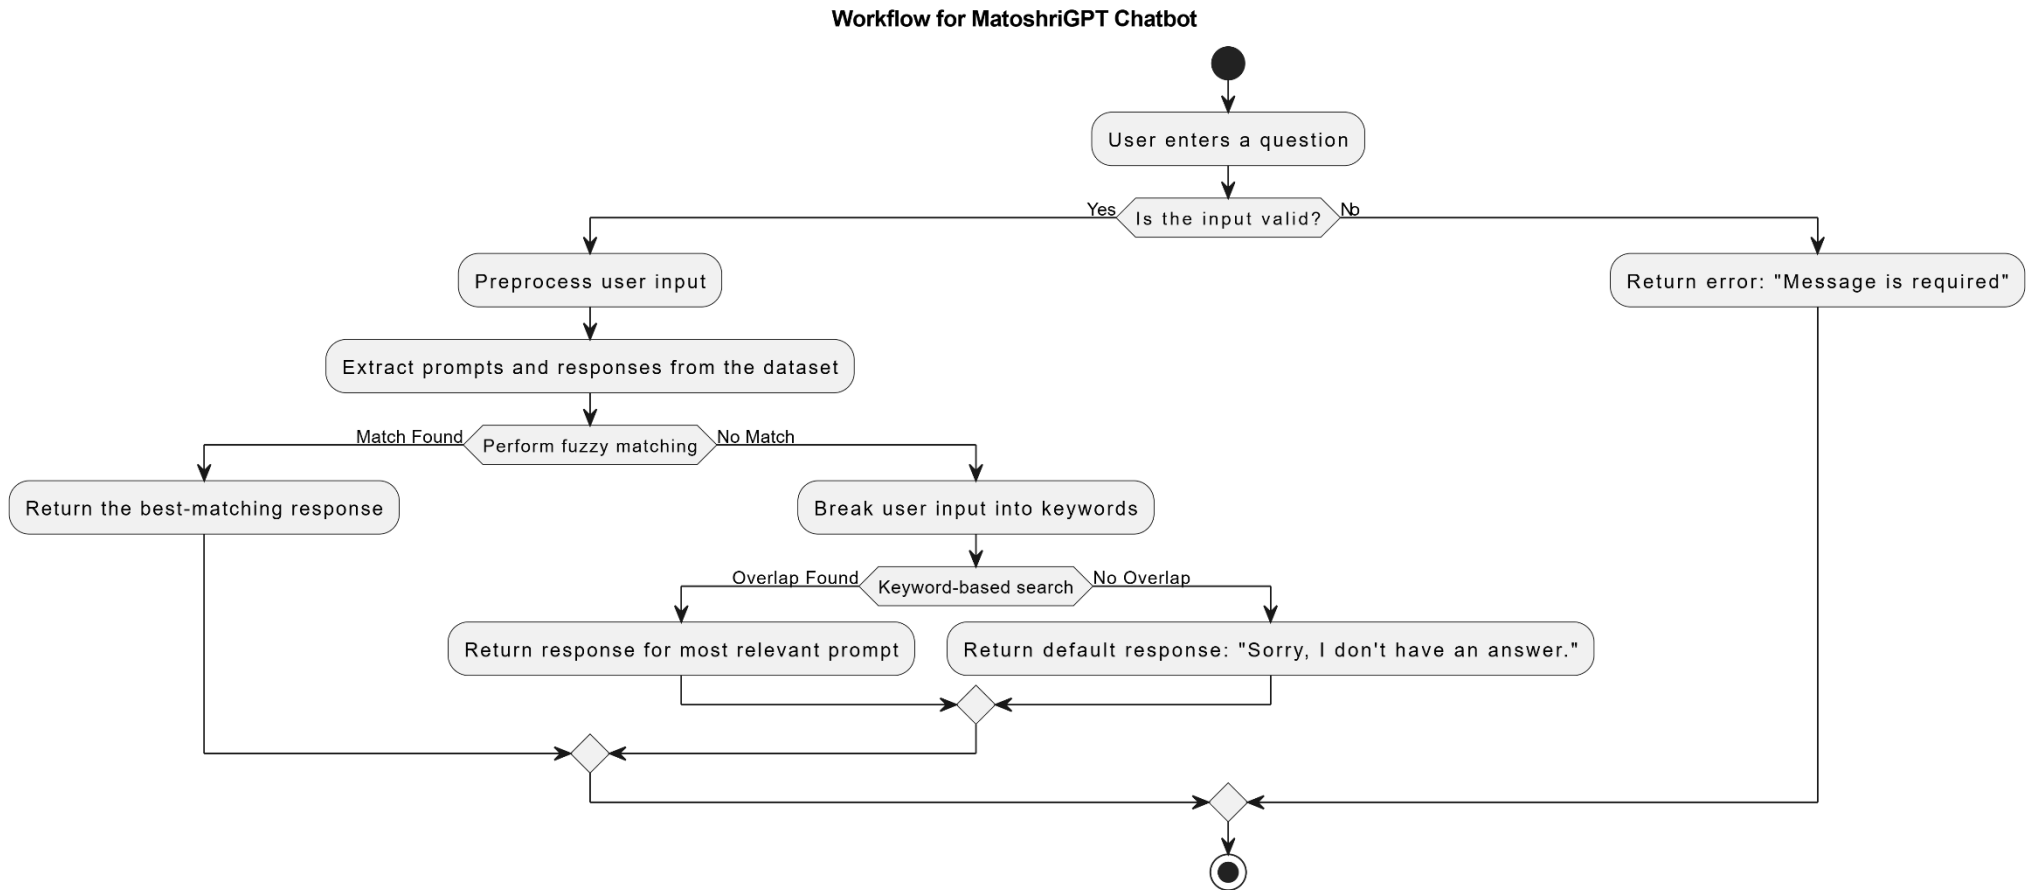 Workflow for MatoshriGPT Chatbot
User enters a question
Yes
Is the input valid?
No
Preprocess user input
Return error: "Message is required"
Extract prompts and responses from the dataset
Match Found
Perform fuzzy matching
No Match
Return the best-matching response
Break user input into keywords
Overlap Found
Keyword-based search
No Overlap
Return response for most relevant prompt
Return default response: "Sorry, I don't have an answer."